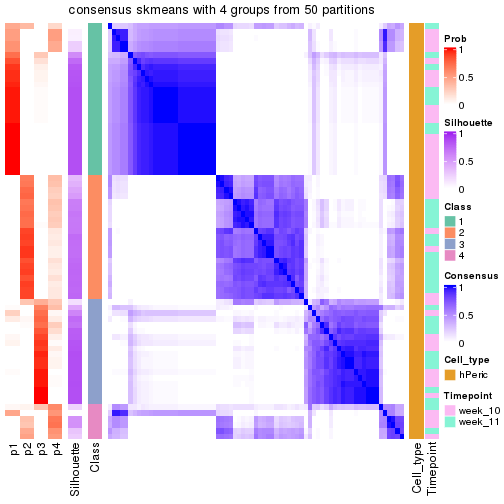 consensus skmeans with 4 groups from 50 partitions
Prob
1
0.5
0
Silhouette
1
0.5
0
Class
1
2
3
4
Consensus
1
0.5
0
Cell_type
hPeric
Timepoint
week_10
week_11
p1
p2
p3
p4
Silhouette
Class
Cell_type
Timepoint